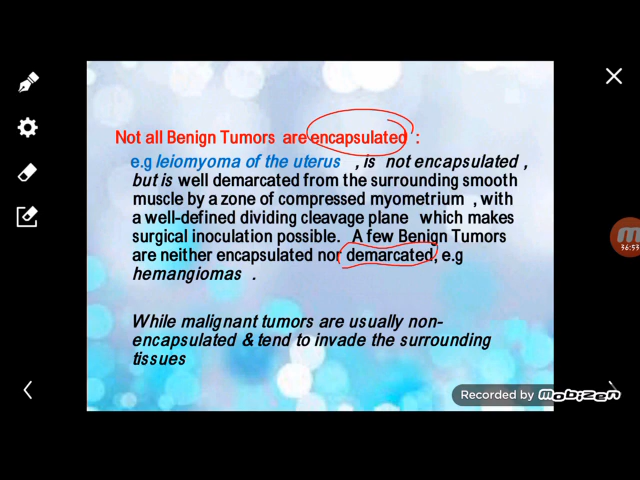 Not all Benign Tumors are encapsulated :
e.g leiomyoma of the uterus , is not encapsulated ,
but is well demarcated from the surrounding smooth
muscle by a zone of compressed myometrium , with
a well-defined dividing cleavage plane which makes
surgical inoculation possible. A few Benign Tumors
are neither encapsulated nor demarcated, e.g
hemangiomas .
While malignant tumors are usually non-
encapsulated & tend to invade the surrounding
tissues
36:53
Recorded by Mobizen